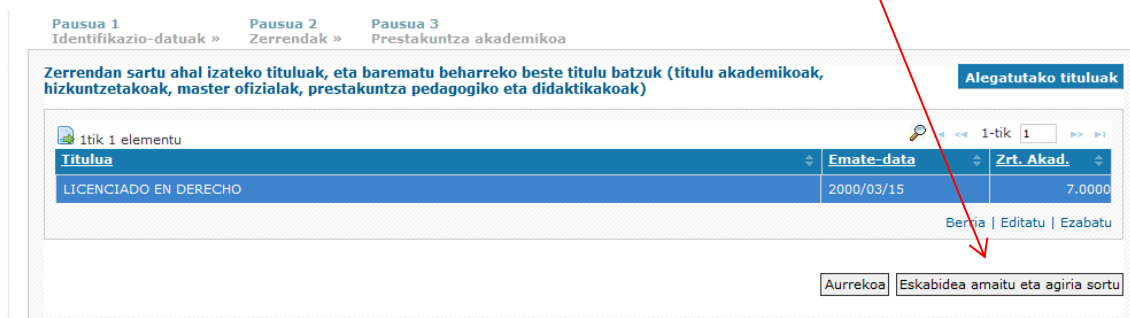 Pausua 1 Pausua 2 Pausua 3
Identifikazio-datuak » Zerrendak » Prestakuntza akademikoa
Zerrendan sartu ahal izateko tituluak, eta barematu beharreko beste titulu batzuk (titulu akademikoak,
hizkuntzetakoak, master ofizialak, prestakuntza pedagogiko eta didaktikakoak)
Alegatutako tituluak
1tik 1 elementu 1-tik 1
Titulua Emate-data Zrt. Akad.
LICENCIADO EN DERECHO 2000/03/15 7.0000
Berria | Editatu | Ezabatu
Aurrekoa Eskabidea amaitu eta agiria sortu